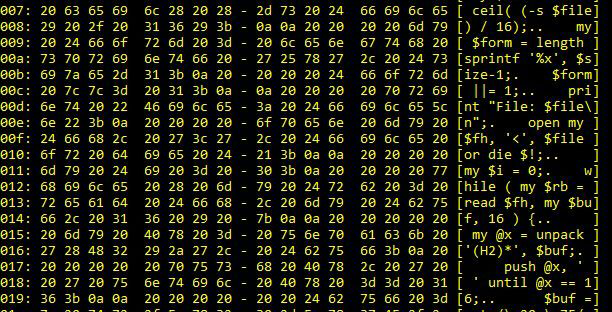 007: 20 63 65 69  6c 28 20 28 - 2d 73 20 24  66 69 6c 65 [ ceil( (-s $file
008: 29 20 2f 20  31 36 29 3b - 0a 0a 20 20  20 20 6d 79 [) / 16);..    my
009: 20 24 66 6f  72 6d 20 3d - 20 6c 65 6e  67 74 68 20 [ $form = length
00a: 73 70 72 69  6e 74 66 20 - 27 25 78 27  2c 20 24 73 [sprintf '%x', $s
00b: 69 7a 65 2d  31 3b 0a 20 - 20 20 20 24  66 6f 72 6d [ize-1;.    $form
00c: 20 7c 7c 3d  20 31 3b 0a - 0a 20 20 20  20 70 72 69 [ ||= 1;..    pri
00d: 6e 74 20 22  46 69 6c 65 - 3a 20 24 66  69 6c 65 5c [nt "File: $file\
00e: 6e 22 3b 0a  20 20 20 20 - 6f 70 65 6e  20 6d 79 20 [n";.    open my
00f: 24 66 68 2c  20 27 3c 27 - 2c 20 24 66  69 6c 65 20 [$fh, '<', $file
010: 6f 72 20 64  69 65 20 24 - 21 3b 0a 0a  20 20 20 20 [or die $!;..
011: 6d 79 20 24  69 20 3d 20 - 30 3b 0a 20  20 20 20 77 [my $i = 0;.    w
012: 68 69 6c 65  20 28 20 6d - 79 20 24 72  62 20 3d 20 [hile ( my $rb =
013: 72 65 61 64  20 24 66 68 - 2c 20 6d 79  20 24 62 75 [read $fh, my $bu
014: 66 2c 20 31  36 20 29 20 - 7b 0a 0a 20  20 20 20 20 [f, 16 ) {..
015: 20 6d 79 20  40 78 20 3d - 20 75 6e 70  61 63 6b 20 [ my @x = unpack
016: 27 28 48 32  29 2a 27 2c - 20 24 62 75  66 3b 0a 20 ['(H2)*', $buf;.
017: 20 20 20 20  20 70 75 73 - 68 20 40 78  2c 20 27 20 [     push @x, '
018: 20 27 20 75  6e 74 69 6c - 20 40 78 20  3d 3d 20 31 [ ' until @x == 1
019: 36 3b 0a 0a  20 20 20 20 - 20 20 24 62  75 66 20 3d [6;..      $buf =